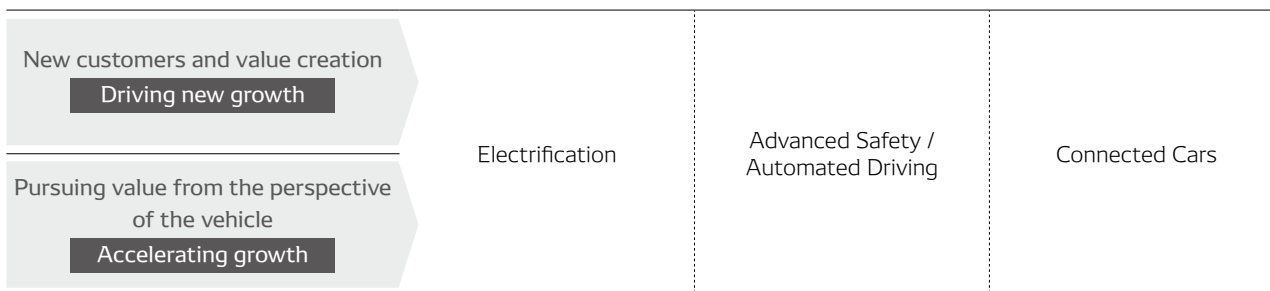 New customers and value creation
Driving new growth
Pursuing value from the perspective
of the vehicle
Accelerating growth
Electrification
Advanced Safety /
Automated Driving
Connected Cars